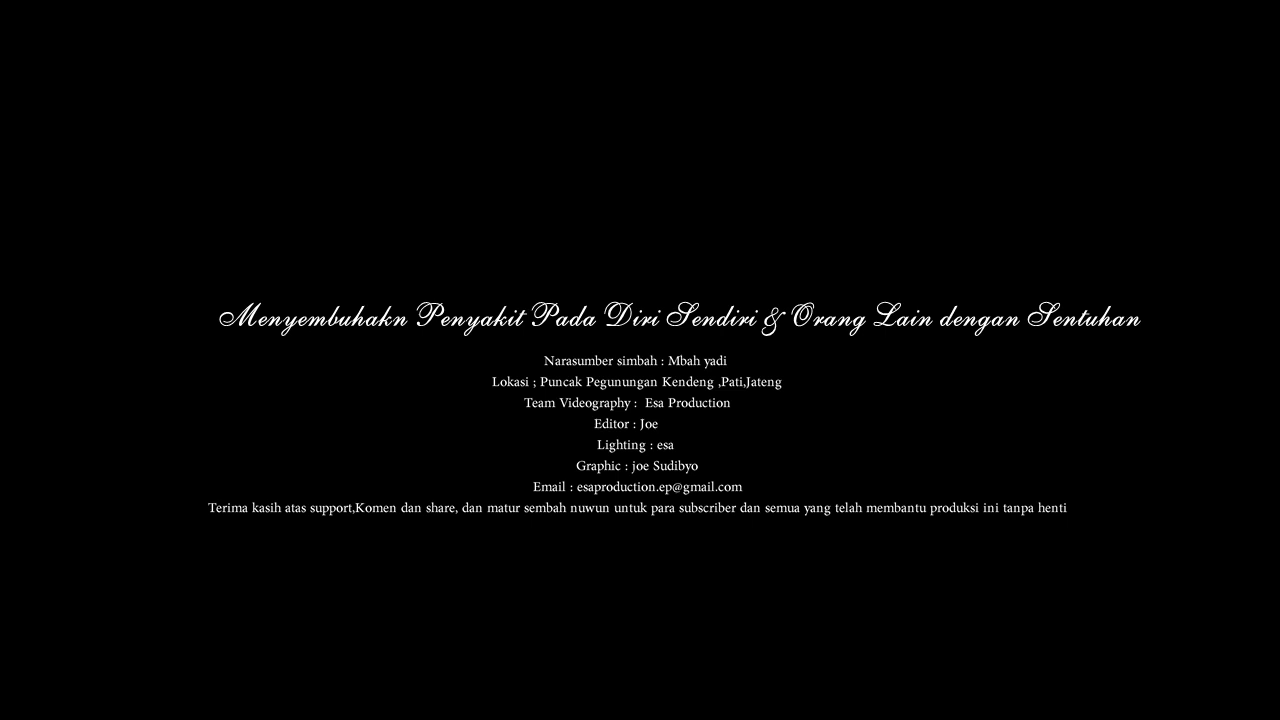 Menyembuhakn Penyakit Pada Diri Sendiri & Orang Lain dengan Sentuhan
Narasumber simbah : Mbah yadi
Lokasi ; Puncak Pegunungan Kendeng ,Pati,Jateng
Team Videography :  Esa Production
Editor : Joe
Lighting : esa
Graphic : joe Sudibyo
Email : esaproduction.ep@gmail.com
Terima kasih atas support,Komen dan share, dan matur sembah nuwun untuk para subscriber dan semua yang telah membantu produksi ini tanpa henti